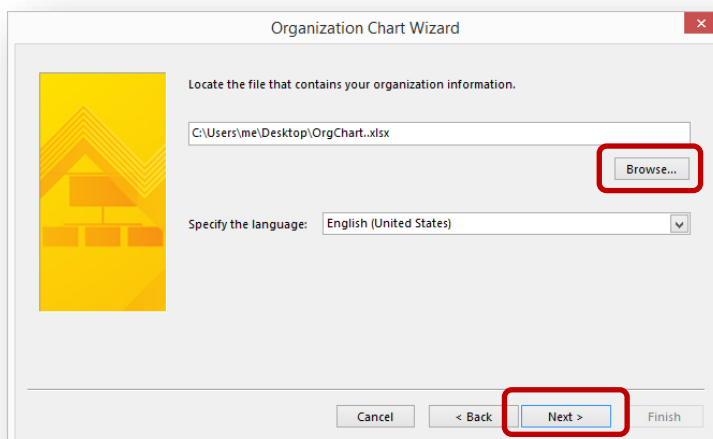 Organization Chart Wizard
Locate the file that contains your organization information.
C:\Users\me\Desktop\OrgChart..xlsx
Browse...
Specify the language: English (United States)
Cancel < Back Next > Finish